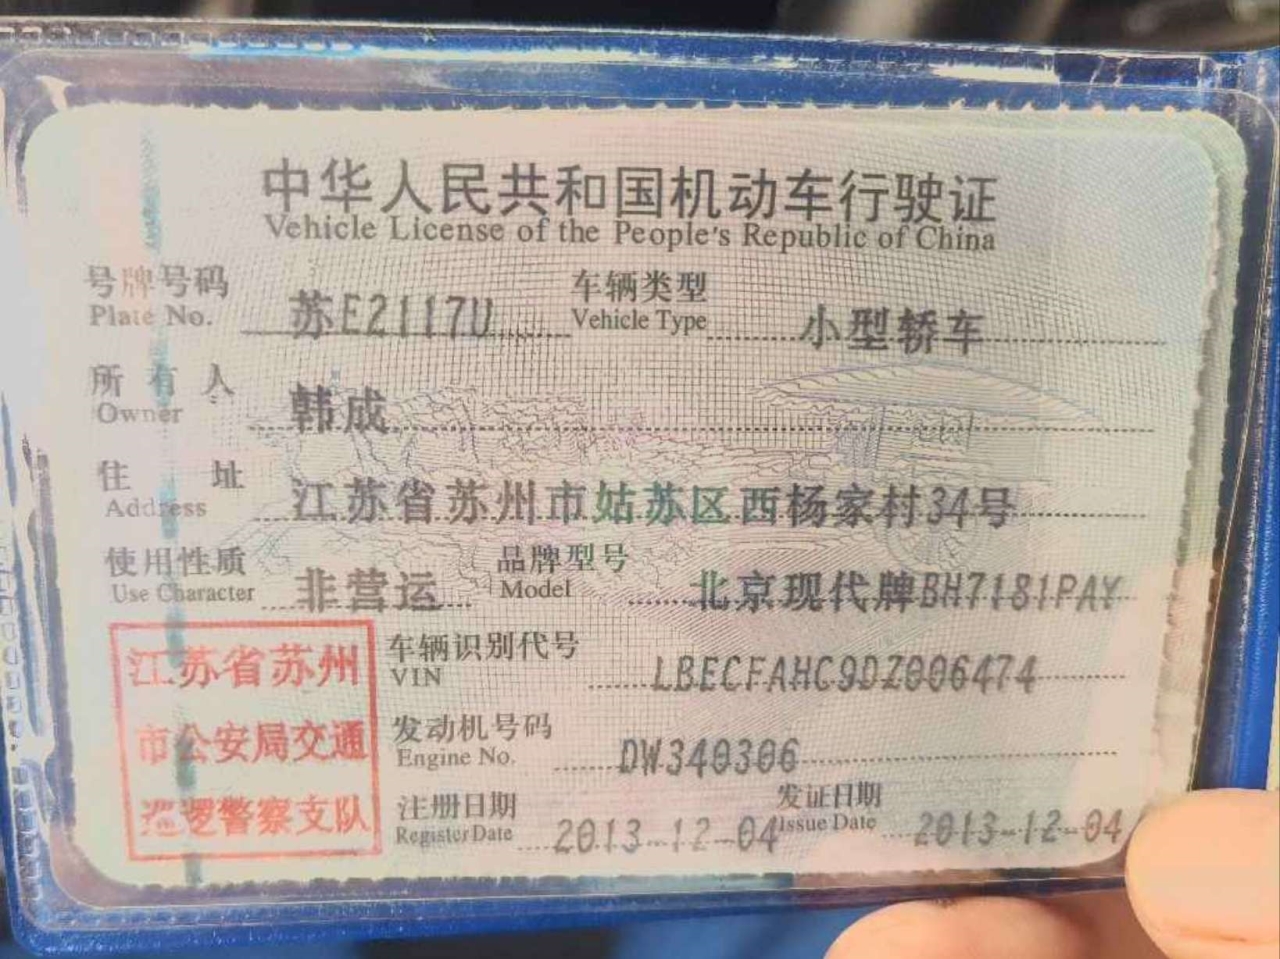 中华人民共和国机动车行驶证
Vehicle License of the People's Republic of China
号牌号码 苏E2117U 车辆类型 小型轿车
Plate No. Vehicle Type
所有人 韩成
Owner
住址 江苏省苏州市姑苏区西杨家村34号
Address
使用性质 非营运 品牌型号 北京现代牌BH7181PAY
Use Character Model
江苏省苏州
市公安局交通
巡逻警察支队
车辆识别代号 LBECFAHC9DZ006474
VIN
发动机号码 DW340306
Engine No.
注册日期 2013-12-04 发证日期 2013-12-04
Register Date Issue Date